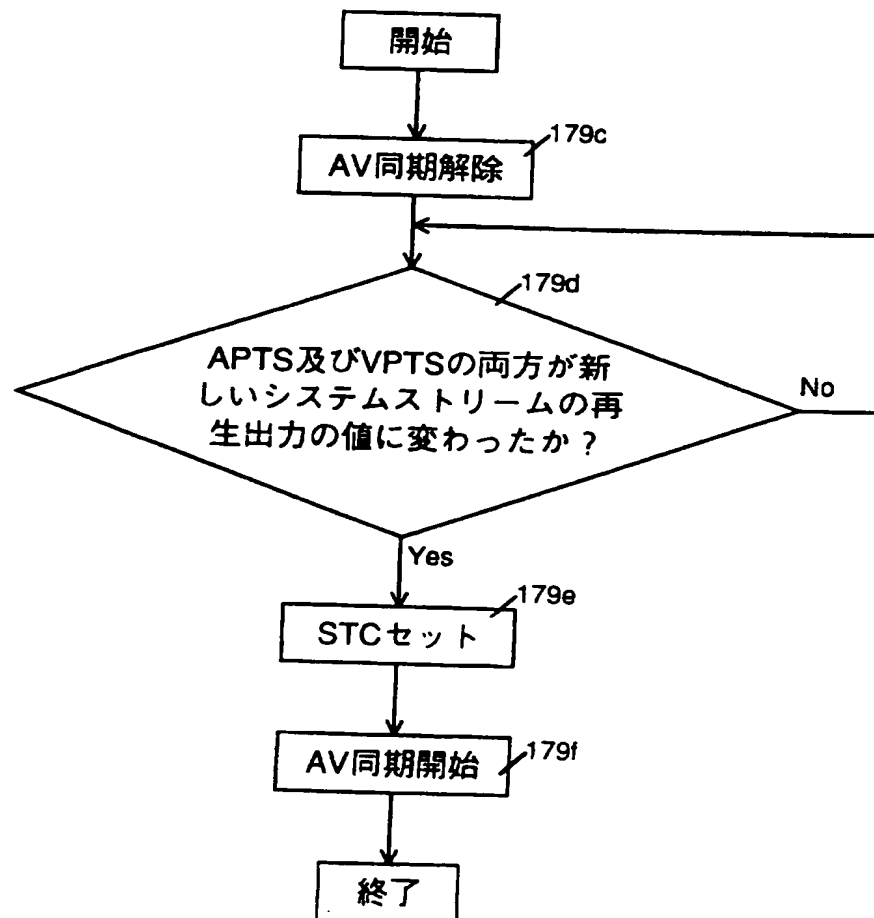 開始
179c
AV同期解除
179d
APTS及びVPTSの両方が新
しいシステムストリームの再
生出力の値に変わったか？
No
Yes
179e
STCセット
179f
AV同期開始
終了